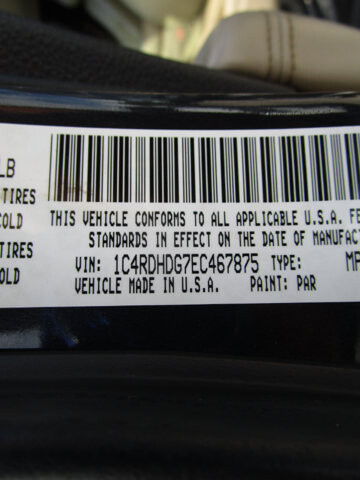 LB
TIRES
COLD
THIS VEHICLE CONFORMS TO ALL APPLICABLE U.S.A. FE
TIRES
STANDARDS IN EFFECT ON THE DATE OF MANUFACT
COLD
VIN: 1C4RDHDG7EC467875 TYPE: MP
VEHICLE MADE IN U.S.A. PAINT: PAR